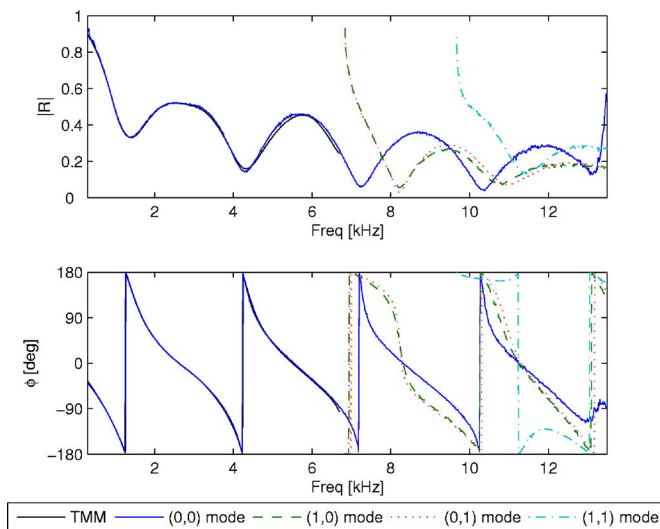 1
0.8
0.6
0.4
0.2
0
|R|
2 4 6 8 10 12
Freq [kHz]
180
90
0
−90
−180
ϕ [deg]
2 4 6 8 10 12
Freq [kHz]
TMM (0,0) mode (1,0) mode (0,1) mode (1,1) mode